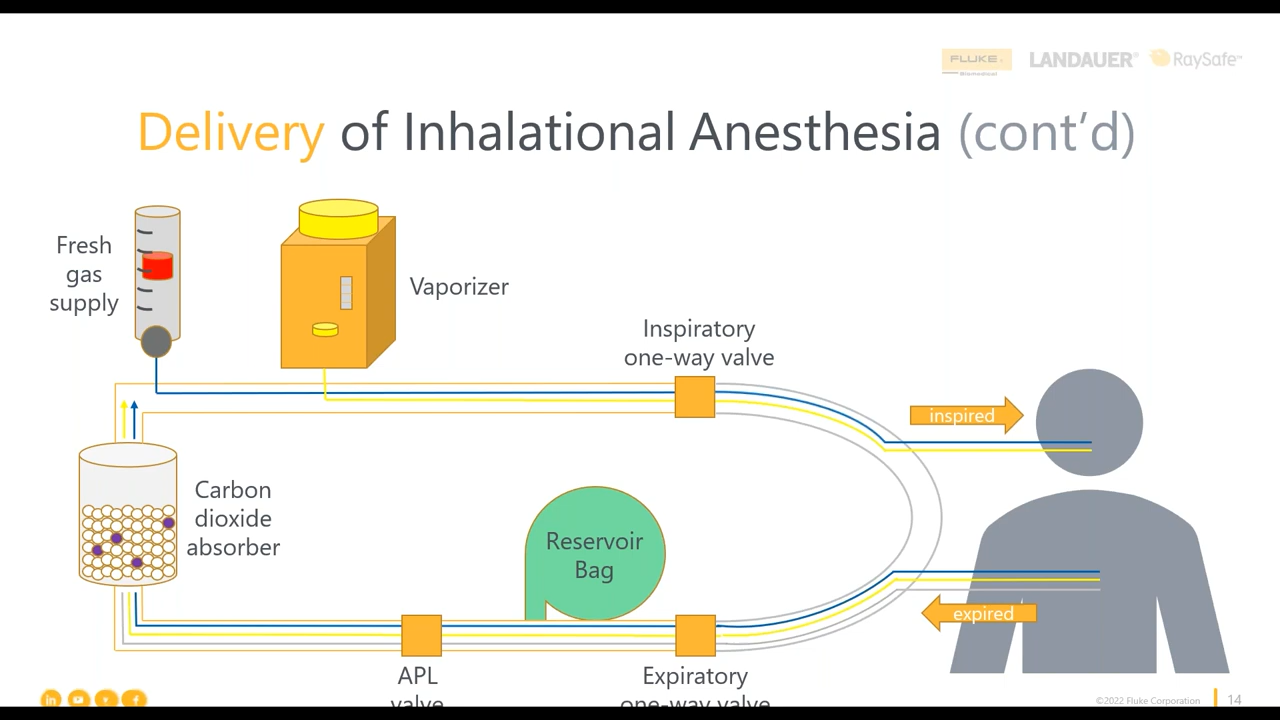 FLUKE
Biomedical
LANDAUER®
RaySafe™
Delivery of Inhalational Anesthesia (cont’d)
Fresh
gas
supply
Vaporizer
Inspiratory
one-way valve
inspired
Carbon
dioxide
absorber
Reservoir
Bag
expired
APL
valve
Expiratory
one-way valve
©2022 Fluke Corporation
14